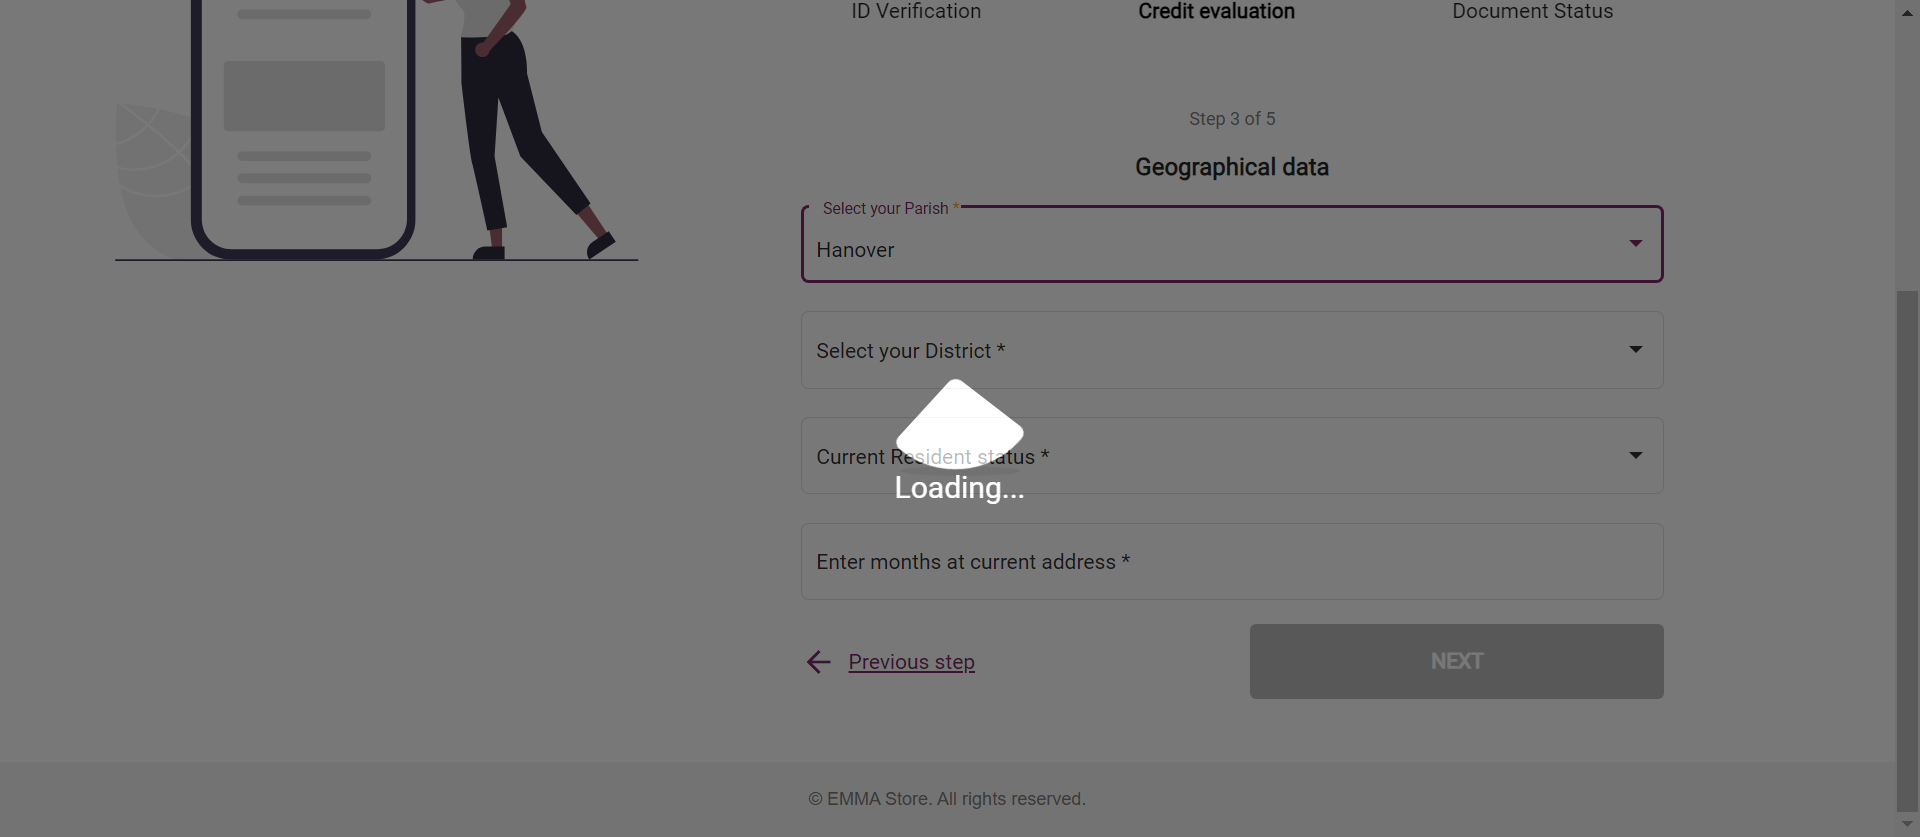 ID Verification
Credit evaluation
Document Status
Step 3 of 5
Geographical data
Select your Parish *
Hanover
Select your District *
Current Resident status *
Loading...
Enter months at current address *
Previous step
NEXT
© EMMA Store. All rights reserved.